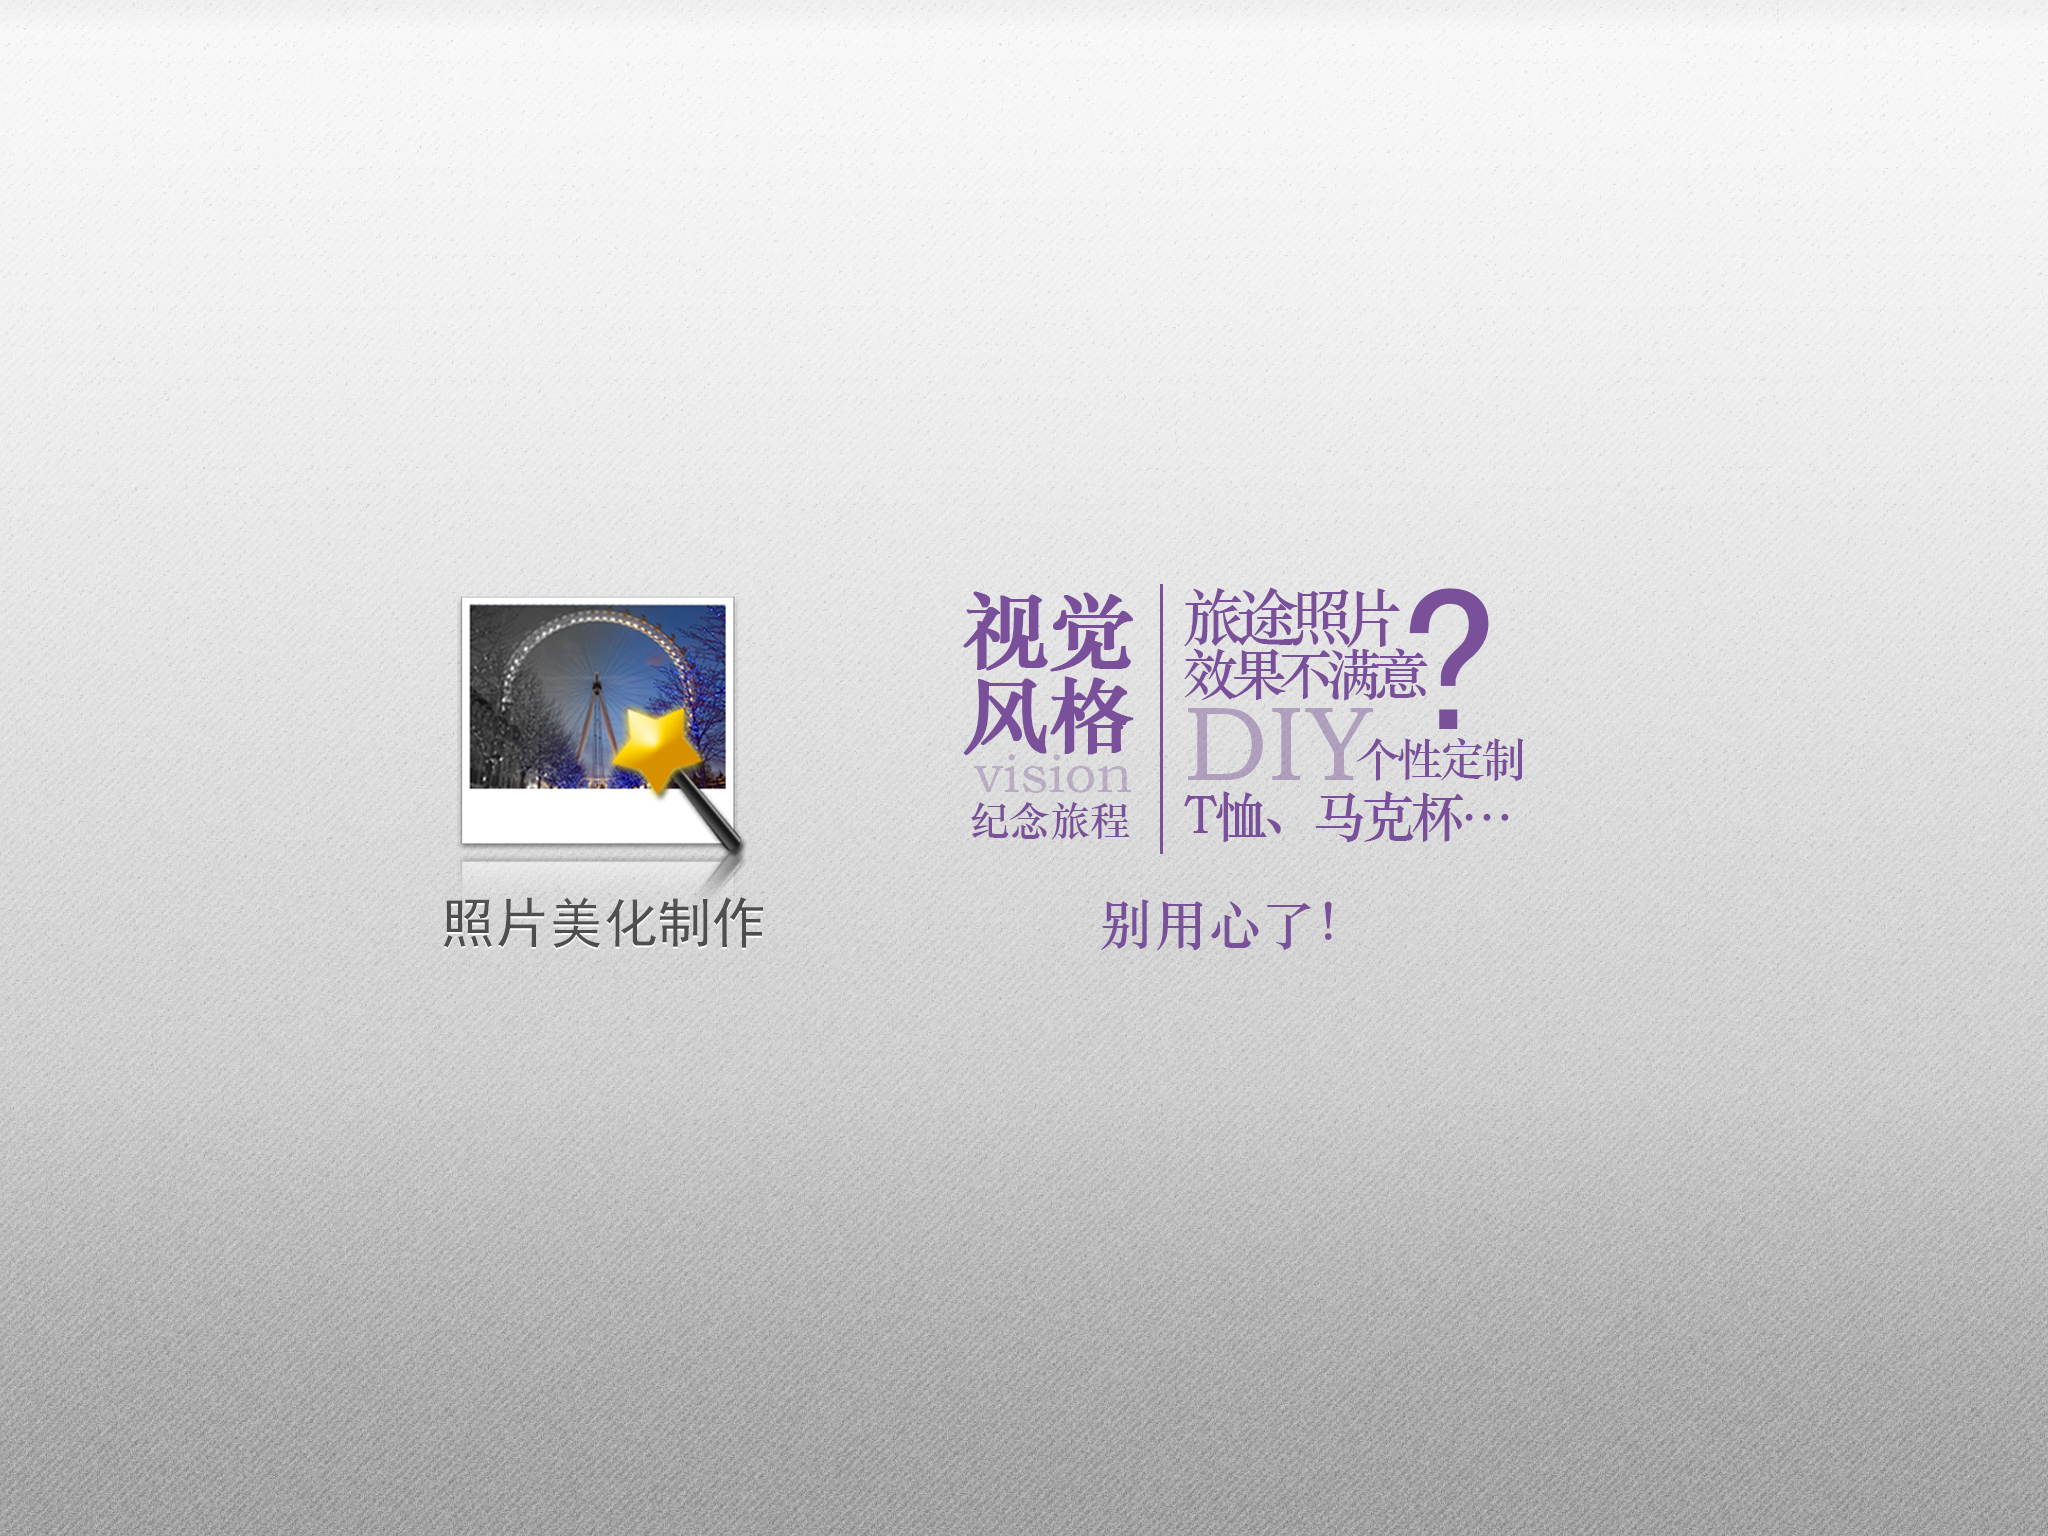 视觉
风格
vision
纪念旅程
旅途照片
效果不满意?
DIY个性定制
T恤、马克杯…
照片美化制作
别用心了!